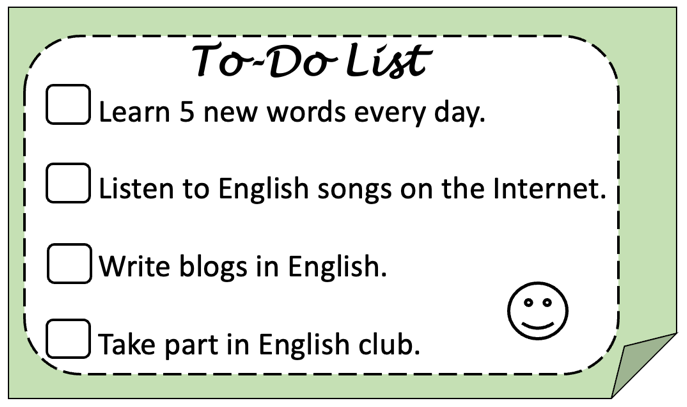 To-Do List
Learn 5 new words every day.
Listen to English songs on the Internet.
Write blogs in English.
Take part in English club.